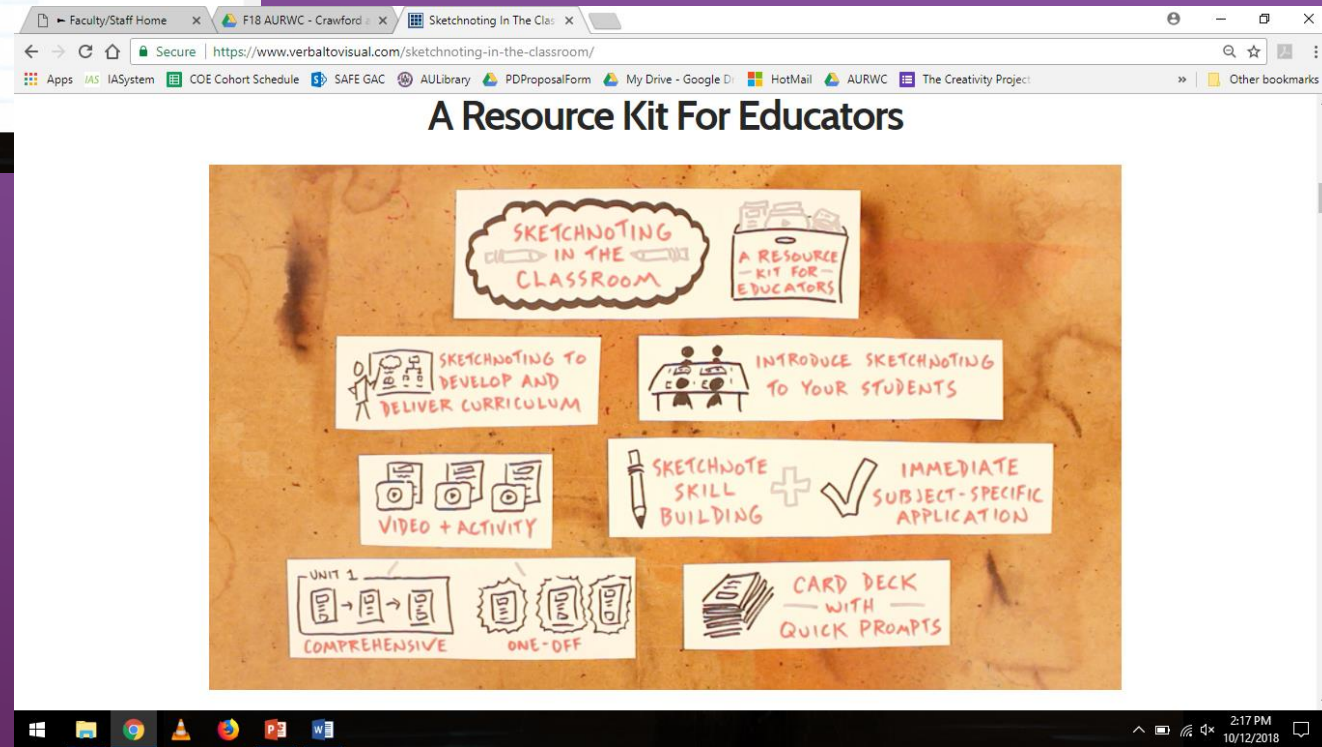 ► Faculty/Staff Home
F18 AURWC - Crawford a
Sketchnoting In The Clas
Secure | https://www.verbaltovisual.com/sketchnoting-in-the-classroom/
Apps IAS IASystem COE Cohort Schedule SAFE GAC AULibrary PDProposalForm My Drive - Google Dr HotMail AURWC The Creativity Project » Other bookmarks
A Resource Kit For Educators
SKETCHNOTING
IN THE
CLASSROOM
A RESOURCE
- KIT FOR -
EDUCATORS
SKETCHNOTING TO
DEVELOP AND
DELIVER CURRICULUM
INTRODUCE SKETCHNOTING
TO YOUR STUDENTS
VIDEO + ACTIVITY
SKETCHNOTE
SKILL
BUILDING
IMMEDIATE
SUBJECT-SPECIFIC
APPLICATION
UNIT 1
COMPREHENSIVE
ONE-OFF
CARD DECK
- WITH -
QUICK PROMPTS
2:17 PM
10/12/2018